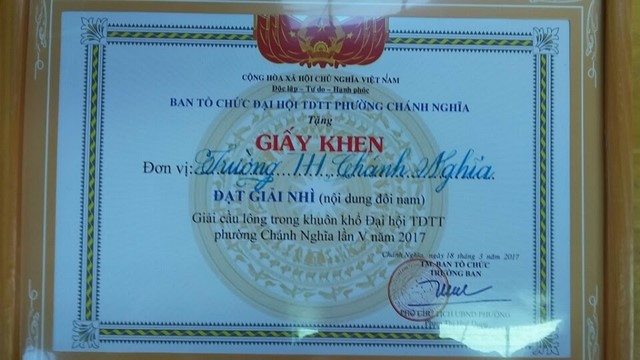 CỘNG HÒA XÃ HỘI CHỦ NGHĨA VIỆT NAM
Độc lập – Tự do – Hạnh phúc
BAN TỔ CHỨC ĐẠI HỘI TDTT PHƯỜNG CHÁNH NGHĨA
Tặng
GIẤY KHEN
Đơn vị: Trường TH Chánh Nghĩa
ĐẠT GIẢI NHÌ (nội dung đôi nam)
Giải cầu lông trong khuôn khổ Đại hội TDTT
phường Chánh Nghĩa lần V năm 2017
Chánh Nghĩa, ngày 18 tháng 3 năm 2017
TM. BAN TỔ CHỨC
TRƯỞNG BAN
PHÓ CHỦ TỊCH UBND PHƯỜNG